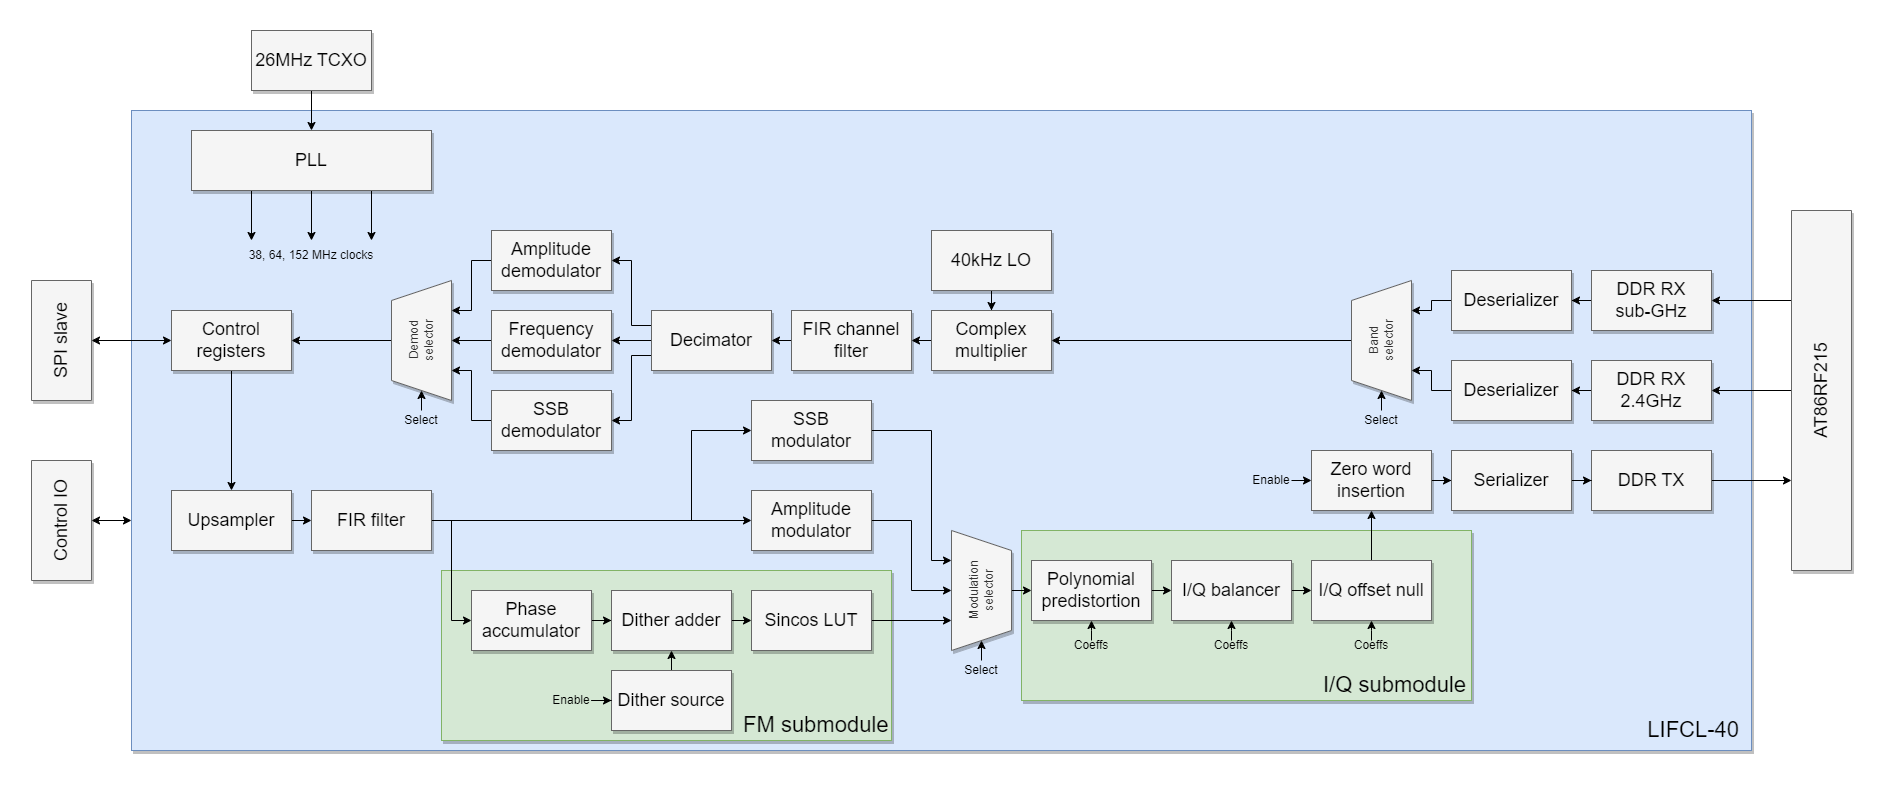 26MHz TCXO
PLL
38, 64, 152 MHz clocks
SPI slave
Control
registers
Demod
selector
Select
Amplitude
demodulator
Frequency
demodulator
SSB
demodulator
Decimator
FIR channel
filter
40kHz LO
Complex
multiplier
Band
selector
Select
Deserializer
DDR RX
sub-GHz
Deserializer
DDR RX
2.4GHz
AT86RF215
Control IO
Upsampler
FIR filter
SSB
modulator
Amplitude
modulator
Phase
accumulator
Dither adder
Sincos LUT
Enable
Dither source
FM submodule
Modulation
selector
Select
Polynomial
predistortion
Coeffs
I/Q balancer
Coeffs
I/Q offset null
Coeffs
I/Q submodule
Enable
Zero word
insertion
Serializer
DDR TX
LIFCL-40